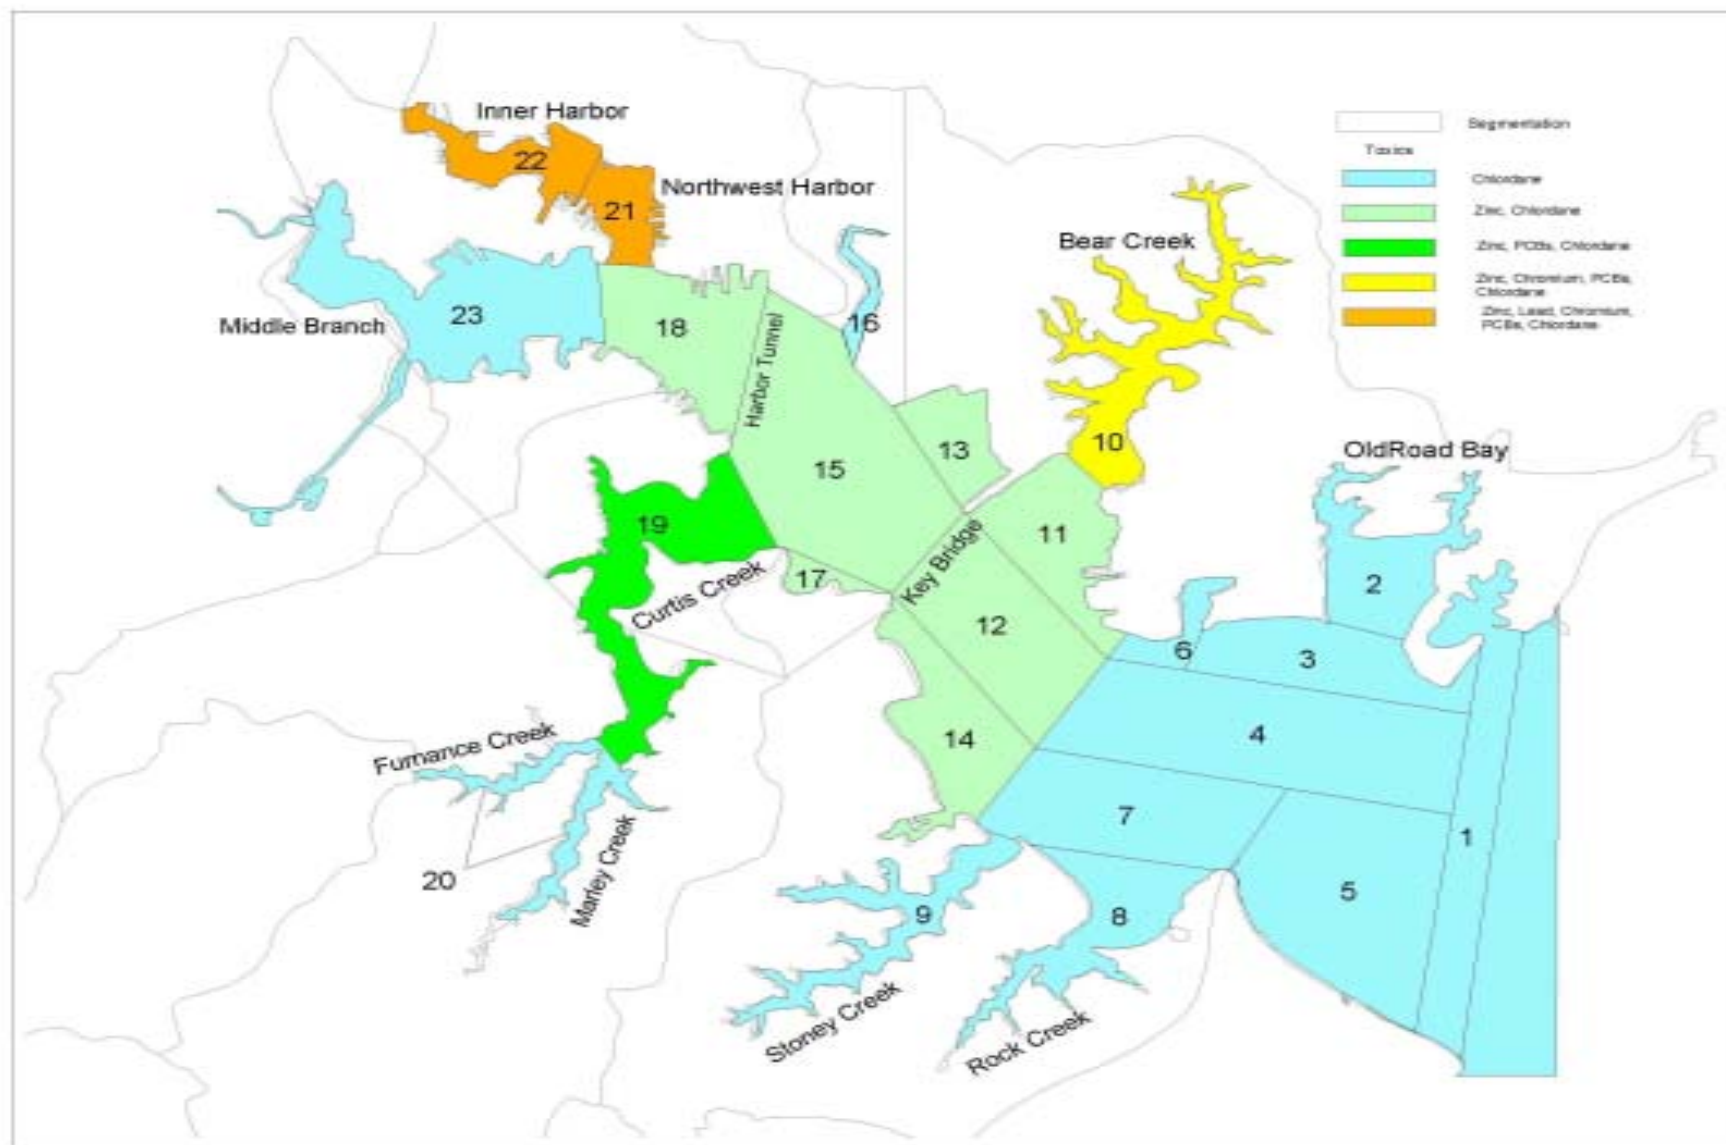 Inner Harbor
22
Northwest Harbor
21
Segmentation
Toxics
Chlordane
Zinc, Chlordane
Zinc, PCBs, Chlordane
Zinc, Chromium, PCBs,
Chlordane
Zinc, Lead, Chromium,
PCBs, Chlordane
Bear Creek
Middle Branch
23
18
16
Harbor Tunnel
15
13
10
OldRoad Bay
19
11
2
Curtis Creek
17
Key Bridge
12
6
3
14
4
Furnance Creek
7
1
20
Marley Creek
9
8
5
Stoney Creek
Rock Creek